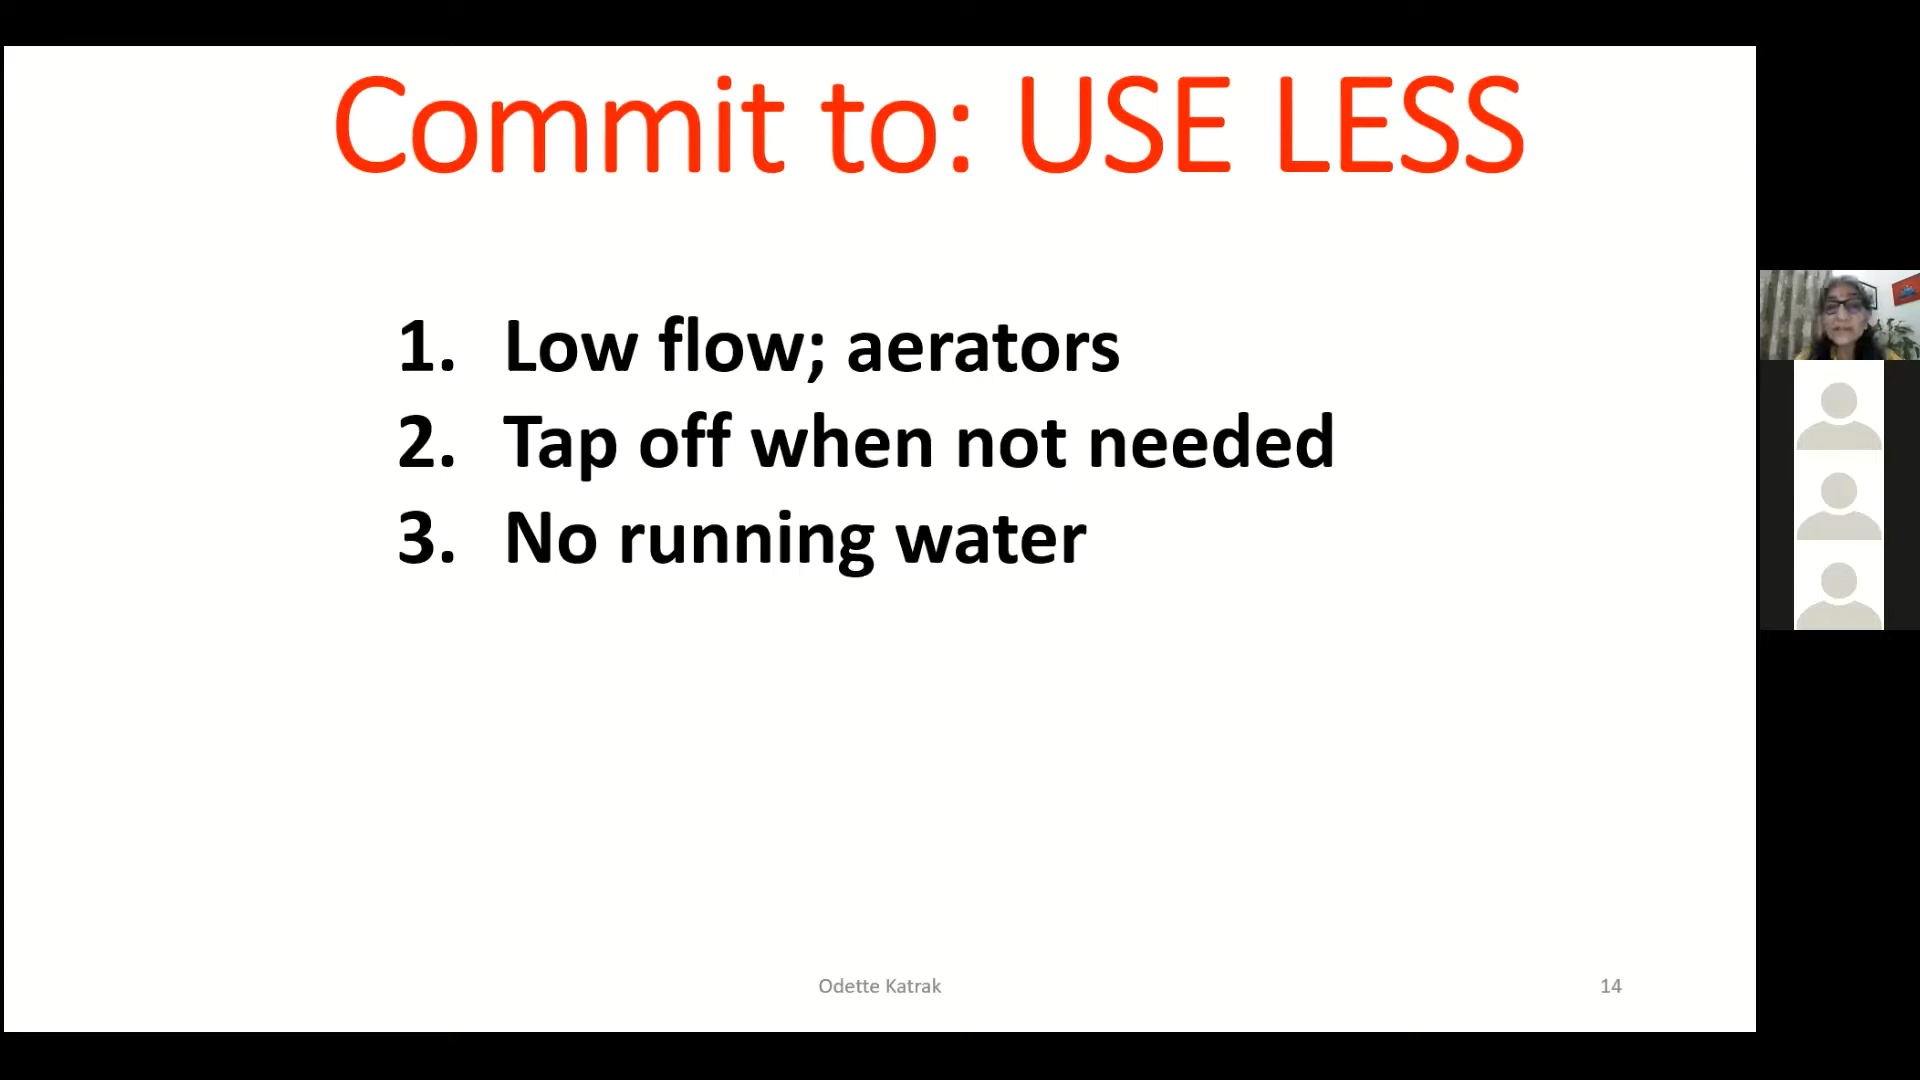 Commit to: USE LESS
1. Low flow; aerators
2. Tap off when not needed
3. No running water
Odette Katrak
14